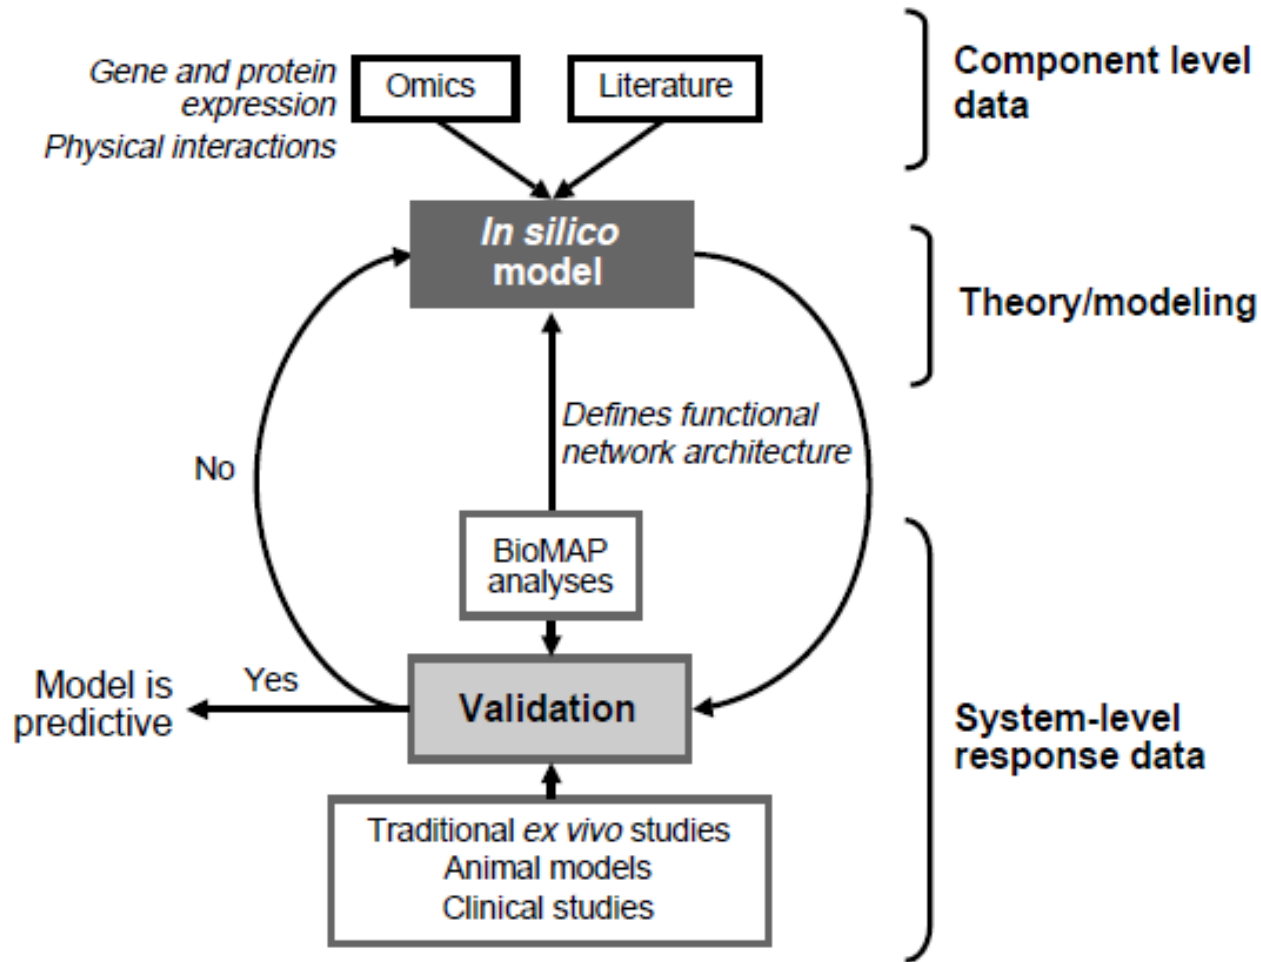 Gene and protein
expression
Physical interactions
Omics
Literature
Component level
data
In silico
model
Theory/modeling
Defines functional
network architecture
No
BioMAP
analyses
Yes
Model is
predictive
Validation
System-level
response data
Traditional ex vivo studies
Animal models
Clinical studies